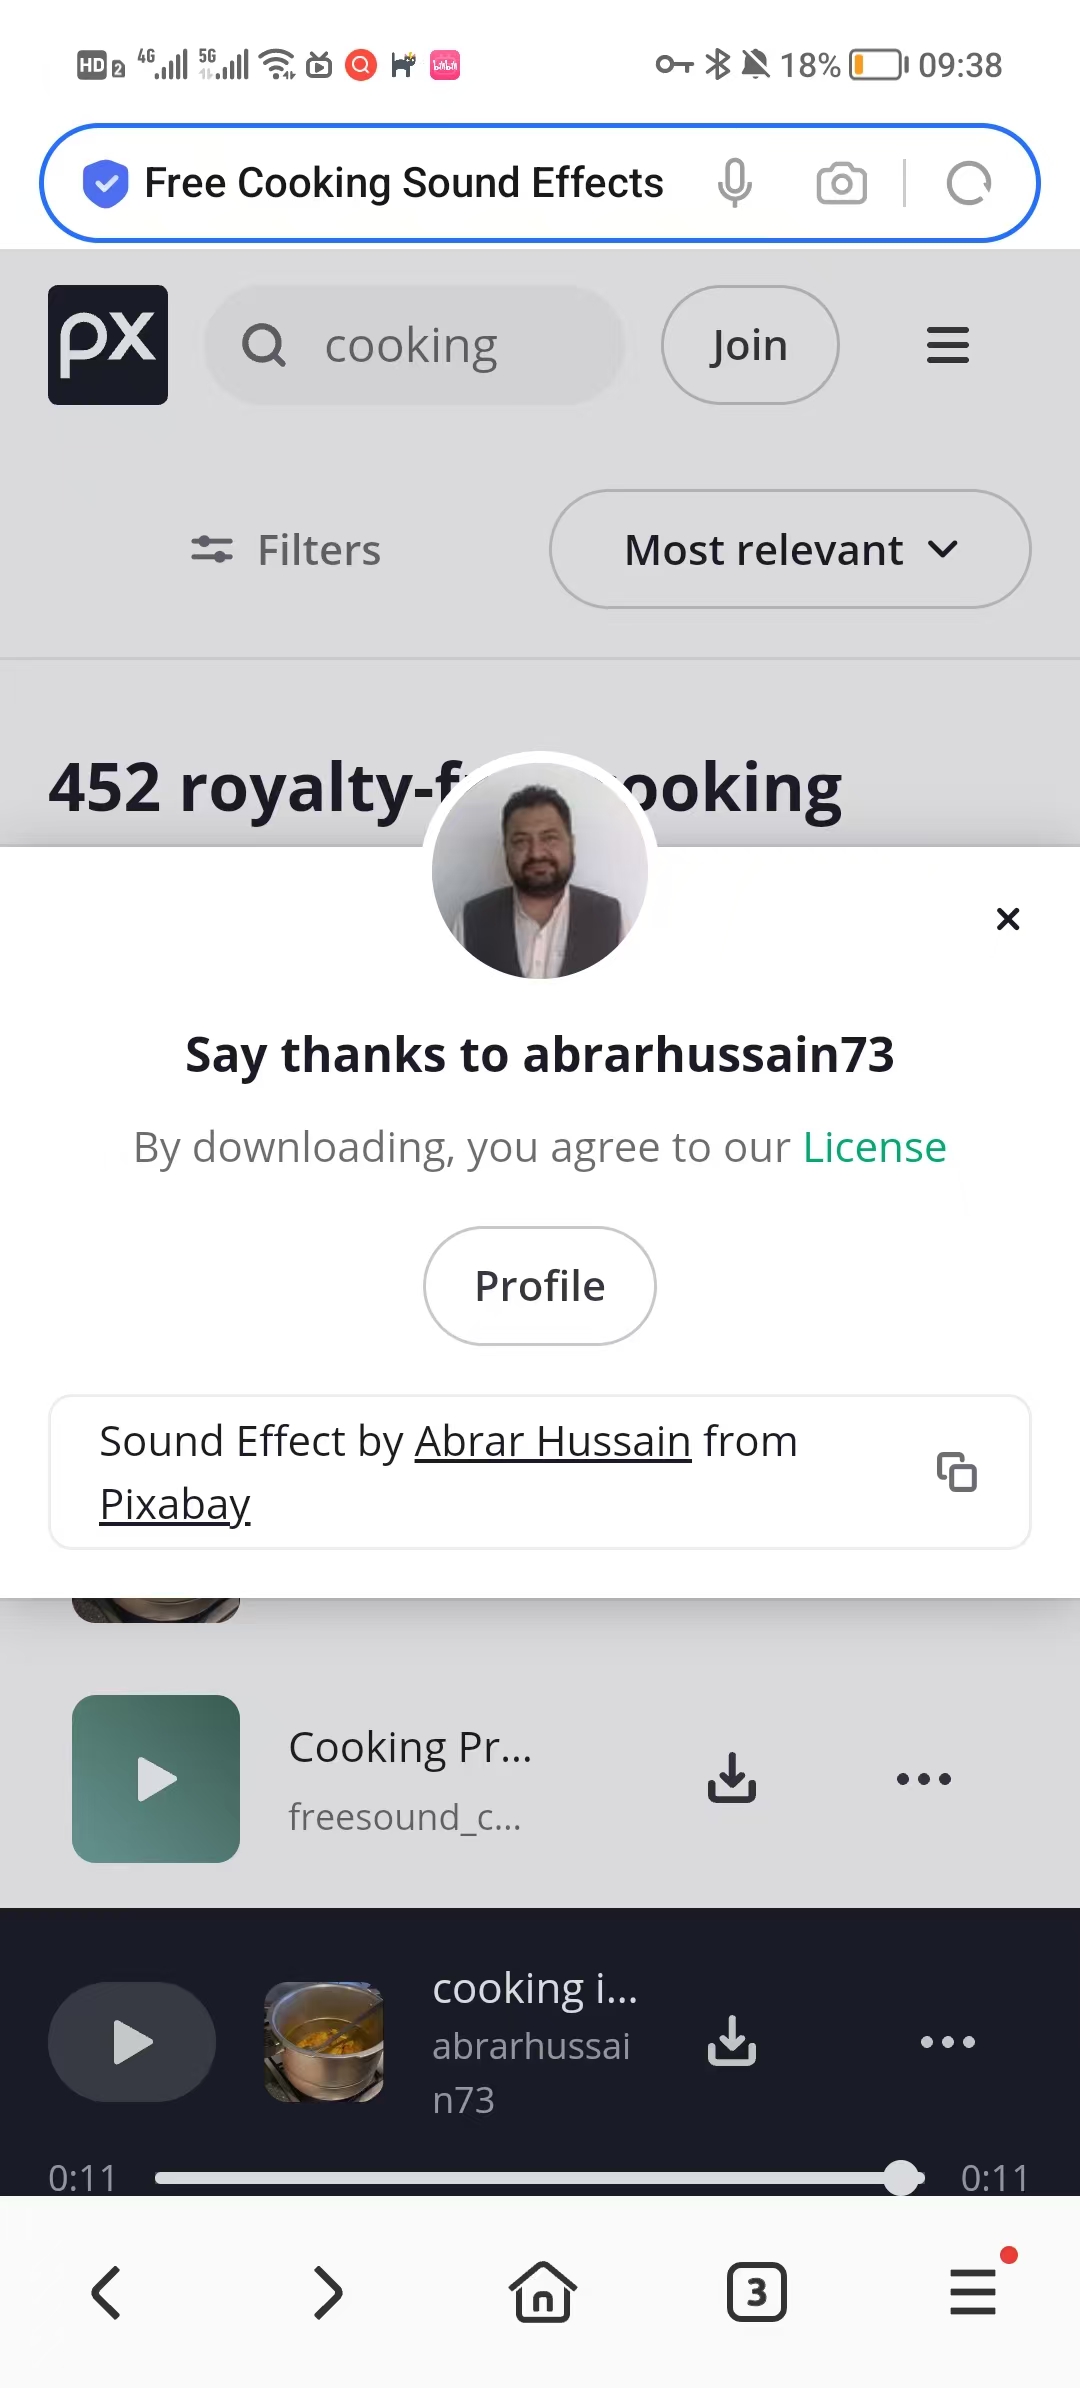 HD 2 4G 5G 18% 09:38
Free Cooking Sound Effects
px cooking Join
Filters Most relevant
452 royalty-f ooking
Say thanks to abrarhussain73
By downloading, you agree to our License
Profile
Sound Effect by Abrar Hussain from
Pixabay
Cooking Pr...
freesound_c...
cooking i...
abrarhussai
n73
0:11 0:11
3